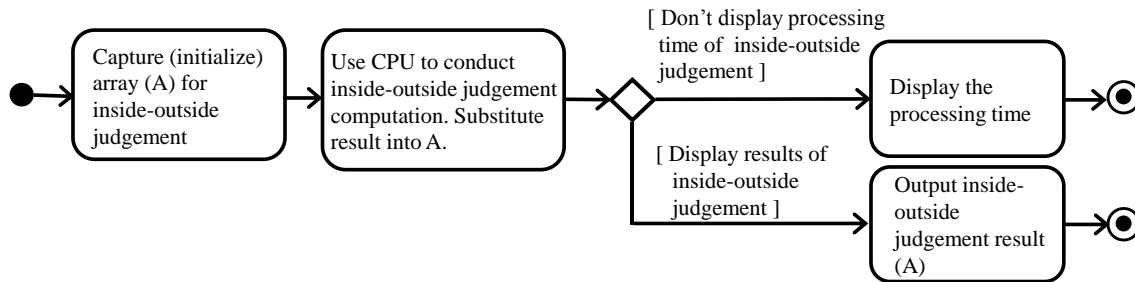 Capture (initialize)
array (A) for
inside-outside
judgement
Use CPU to conduct
inside-outside judgement
computation. Substitute
result into A.
[ Don't display processing
time of inside-outside
judgement ]
Display the
processing time
[ Display results of
inside-outside
judgement ]
Output inside-
outside
judgement result
(A)